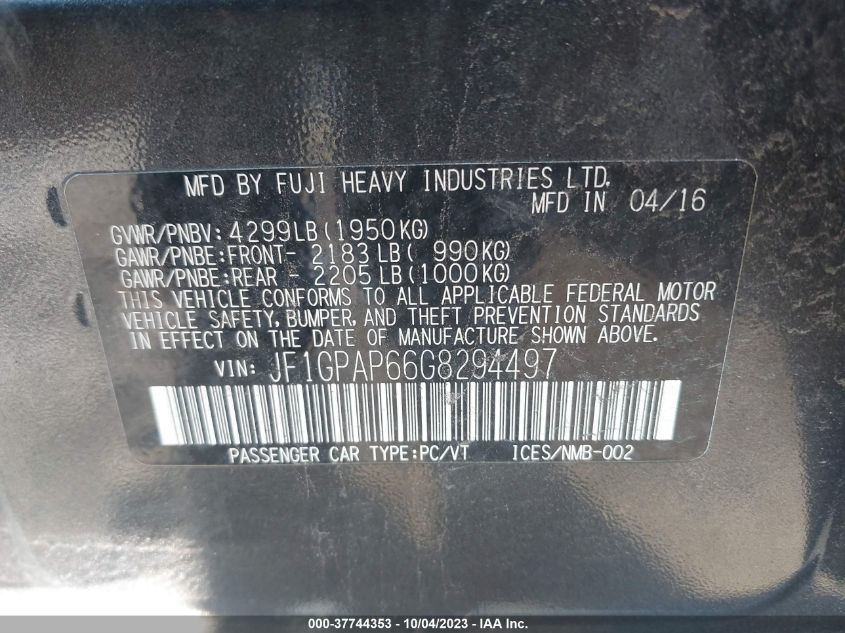 MFD BY FUJI HEAVY INDUSTRIES LTD.
MFD IN 04/16
GVWR/PNBV: 4299LB(1950KG)
GAWR/PNBE:FRONT- 2183LB( 990KG)
GAWR/PNBE:REAR - 2205LB(1000KG)
THIS VEHICLE CONFORMS TO ALL APPLICABLE FEDERAL MOTOR
VEHICLE SAFETY, BUMPER, AND THEFT PREVENTION STANDARDS
IN EFFECT ON THE DATE OF MANUFACTURE SHOWN ABOVE.
VIN: JF1GPAP66G8294497
PASSENGER CAR TYPE:PC/VT ICES/NMB-002
000-37744353 - 10/04/2023 - IAA Inc.